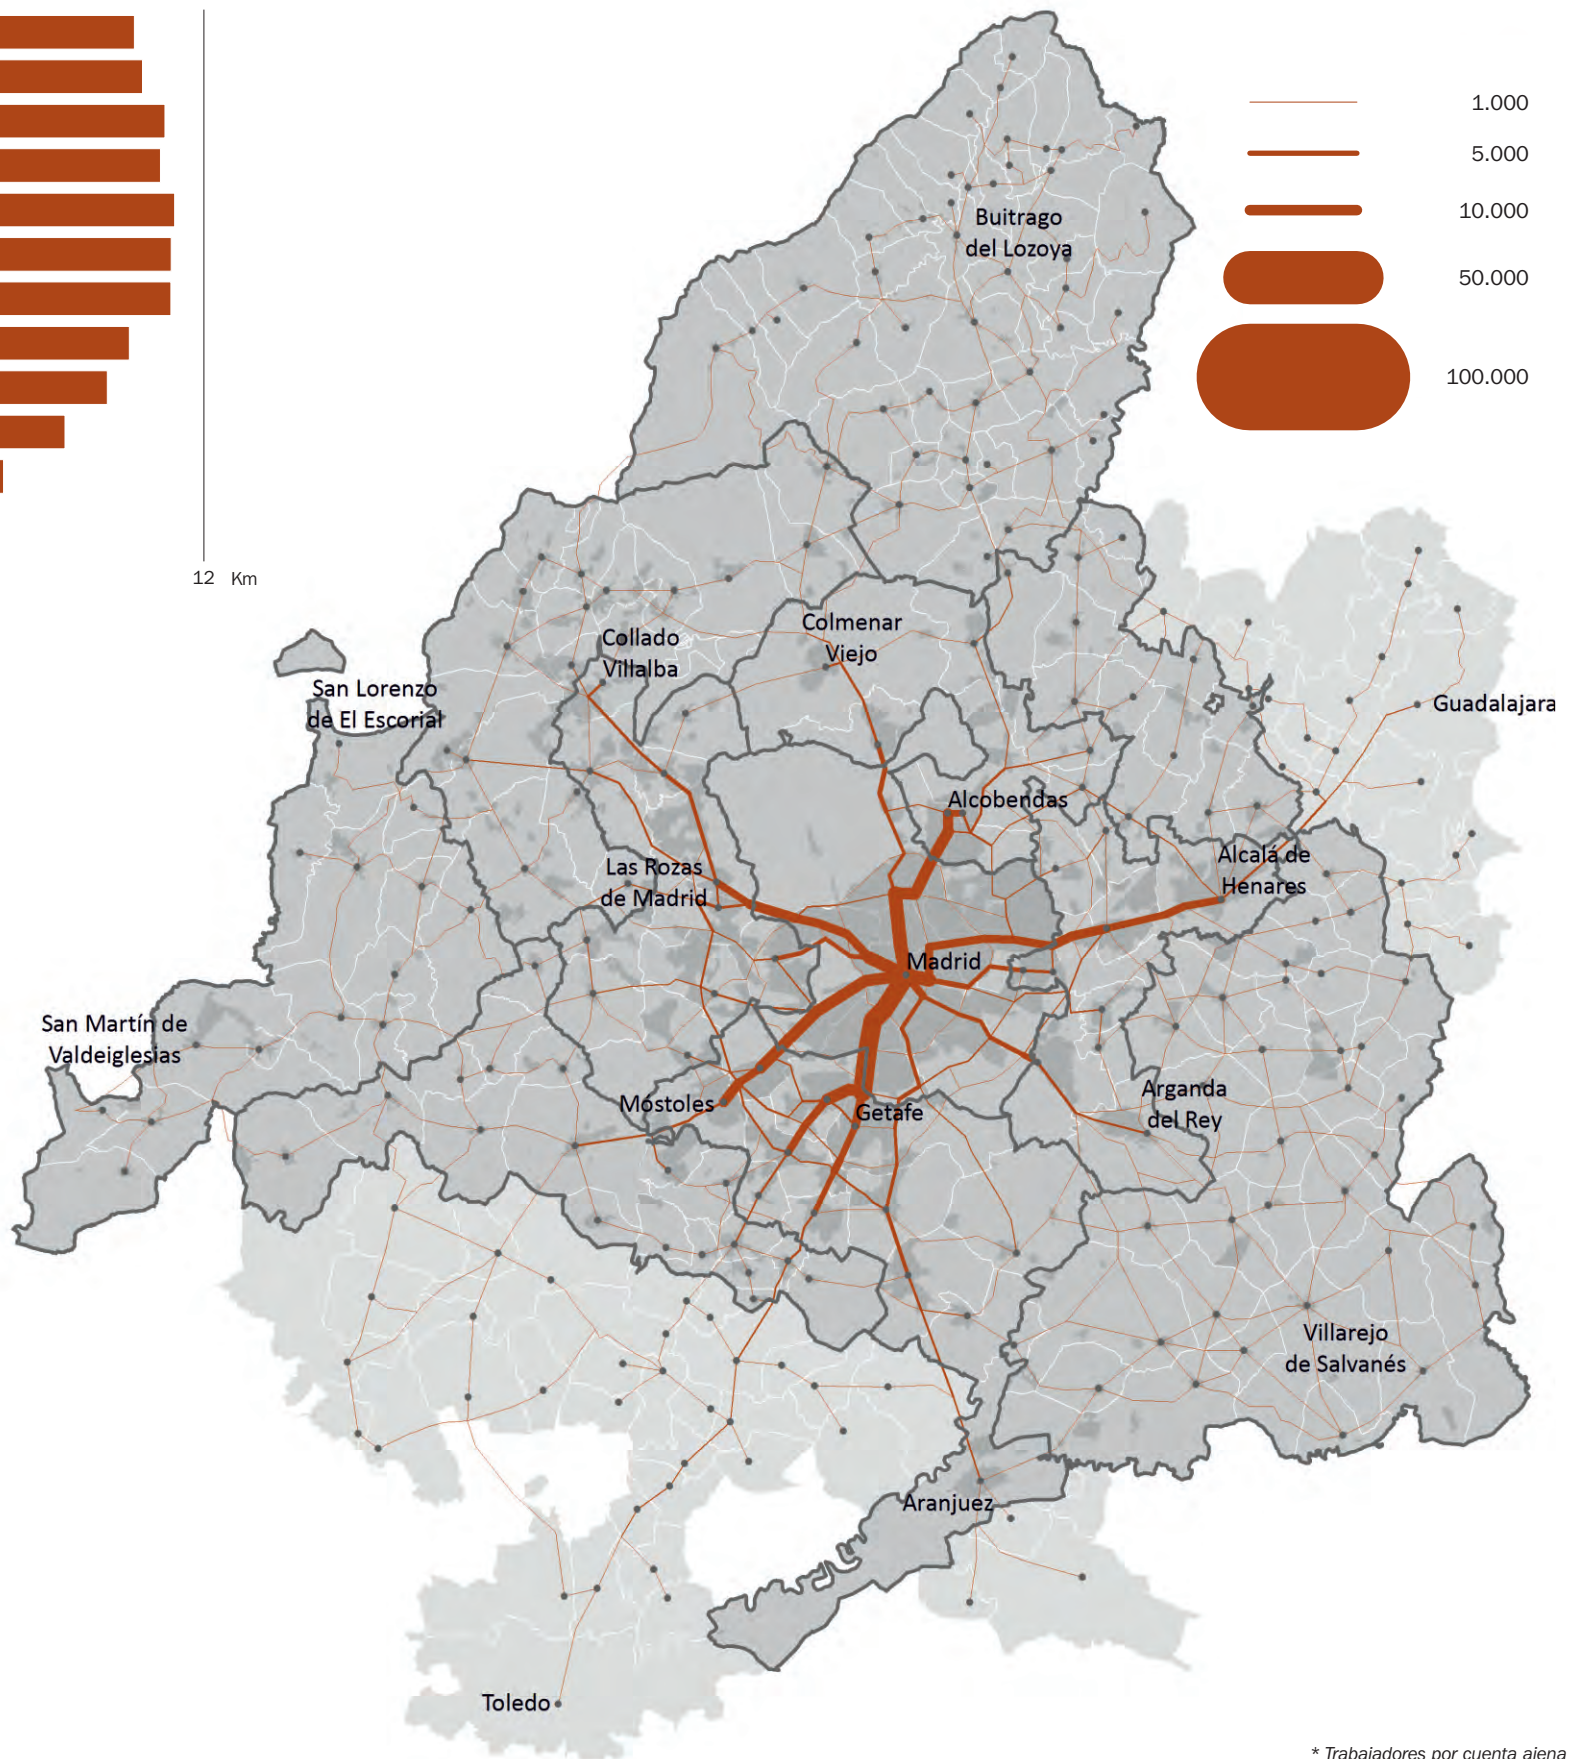 1.000
5.000
10.000
50.000
100.000
12 Km
Buitrago
del Lozoya
Colmenar
Viejo
Collado
Villalba
San Lorenzo
de El Escorial
Guadalajara
Alcobendas
Las Rozas
de Madrid
Alcalá de
Henares
Madrid
San Martín de
Valdeiglesias
Móstoles
Getafe
Arganda
del Rey
Villarejo
de Salvanés
Aranjuez
Toledo
* Trabajadores por cuenta ajena